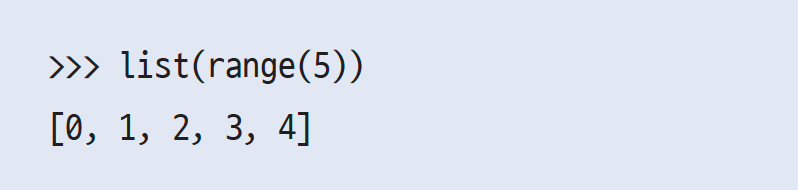 >>> list(range(5))
[0, 1, 2, 3, 4]